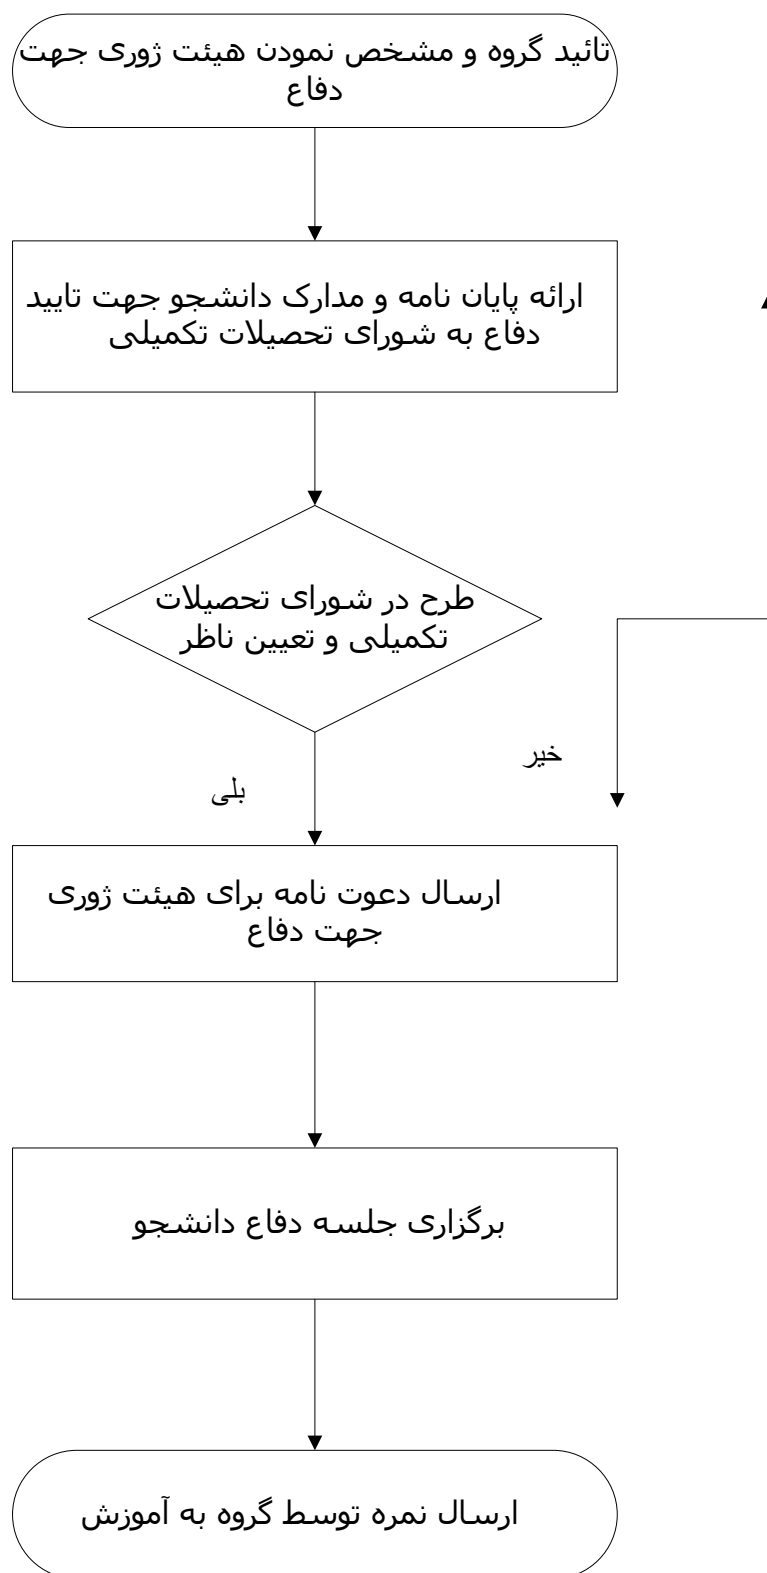 تائید گروه و مشخص نمودن هیئت ژوری جهت
دفاع
ارائه پایان نامه و مدارک دانشجو جهت تایید
دفاع به شورای تحصیلات تکمیلی
طرح در شورای تحصیلات
تکمیلی و تعیین ناظر
خیر
بلی
ارسال دعوت نامه برای هیئت ژوری
جهت دفاع
برگزاری جلسه دفاع دانشجو
ارسال نمره توسط گروه به آموزش